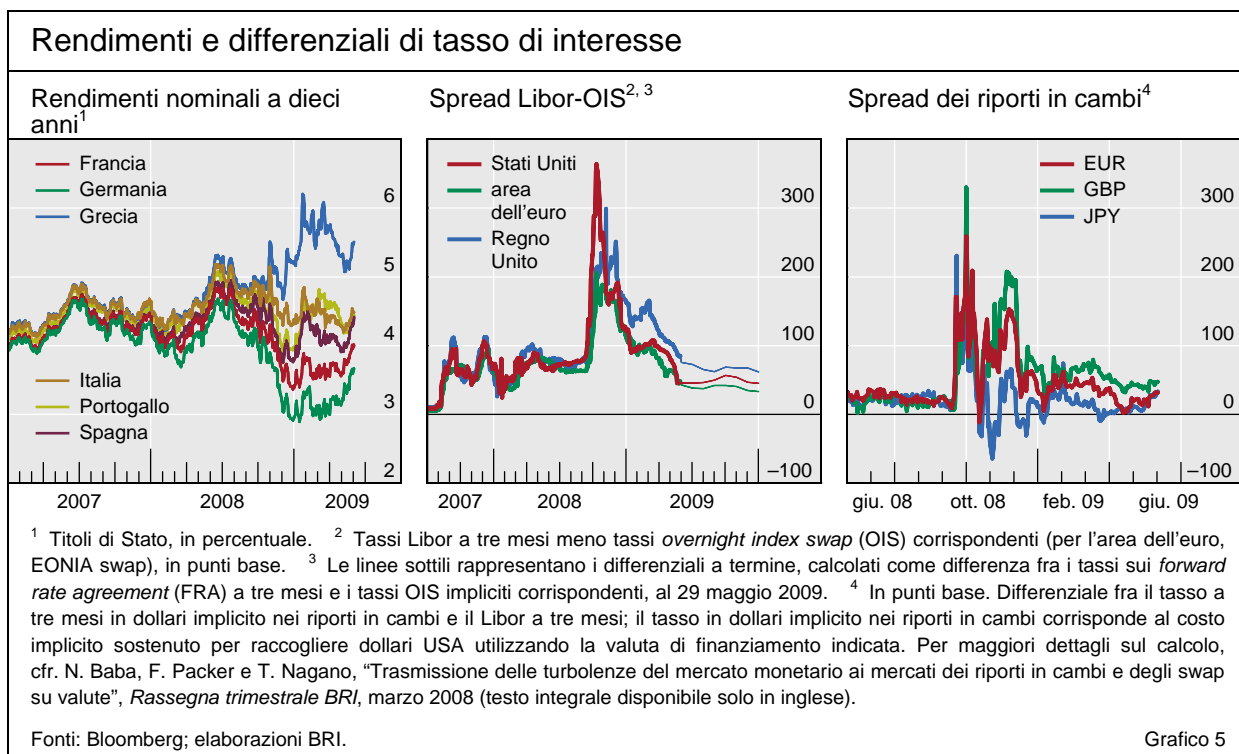 Rendimenti e differenziali di tasso di interesse
Rendimenti nominali a dieci
anni1
Francia
Germania
Grecia
Italia
Portogallo
Spagna
6
5
4
3
2
2007
2008
2009
Spread Libor-OIS2, 3
Stati Uniti
area
dell'euro
Regno
Unito
300
200
100
0
–100
2007
2008
2009
Spread dei riporti in cambi4
EUR
GBP
JPY
300
200
100
0
–100
giu. 08
ott. 08
feb. 09
giu. 09
1 Titoli di Stato, in percentuale. 2 Tassi Libor a tre mesi meno tassi overnight index swap (OIS) corrispondenti (per l'area dell'euro,
EONIA swap), in punti base. 3 Le linee sottili rappresentano i differenziali a termine, calcolati come differenza fra i tassi sui forward
rate agreement (FRA) a tre mesi e i tassi OIS impliciti corrispondenti, al 29 maggio 2009. 4 In punti base. Differenziale fra il tasso a
tre mesi in dollari implicito nei riporti in cambi e il Libor a tre mesi; il tasso in dollari implicito nei riporti in cambi corrisponde al costo
implicito sostenuto per raccogliere dollari USA utilizzando la valuta di finanziamento indicata. Per maggiori dettagli sul calcolo,
cfr. N. Baba, F. Packer e T. Nagano, "Trasmissione delle turbolenze del mercato monetario ai mercati dei riporti in cambi e degli swap
su valute", Rassegna trimestrale BRI, marzo 2008 (testo integrale disponibile solo in inglese).
Fonti: Bloomberg; elaborazioni BRI.
Grafico 5